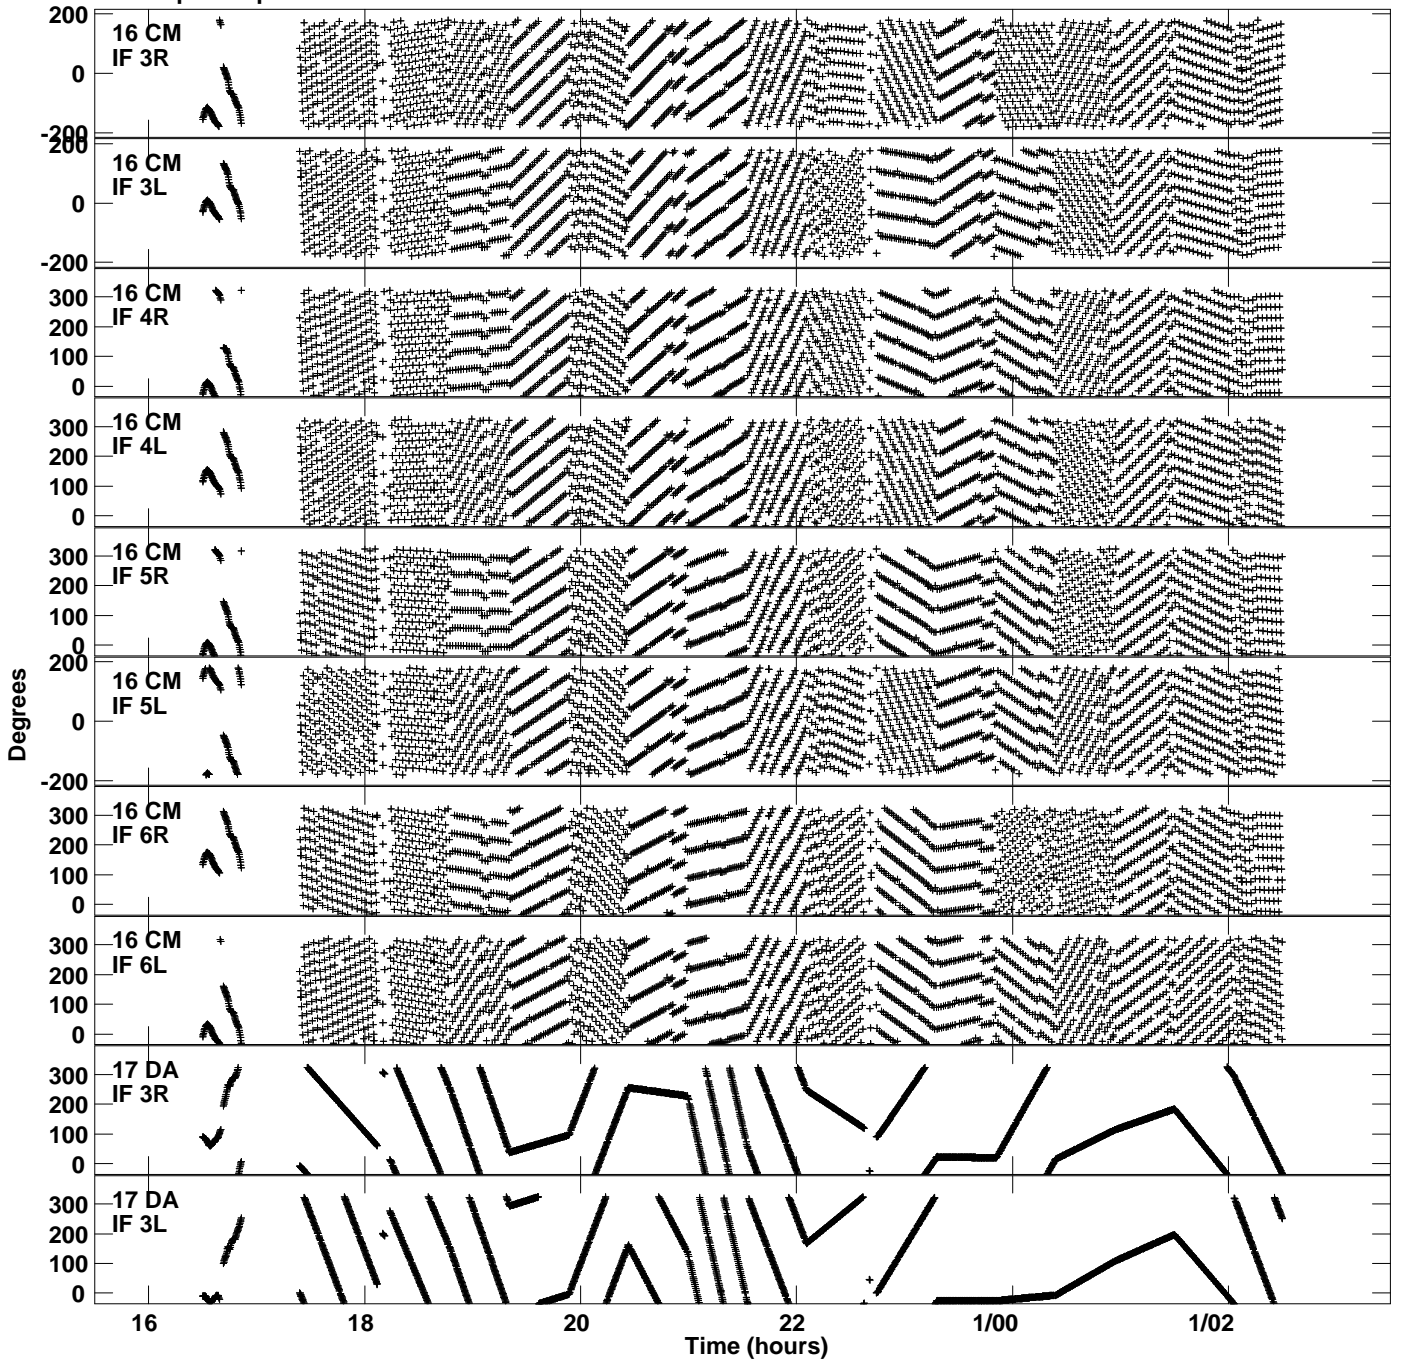 200
16 CM
IF 3R
0
-200
200
16 CM
IF 3L
0
-200
16 CM
IF 4R
300
200
100
0
16 CM
IF 4L
300
200
100
0
16 CM
IF 5R
300
200
100
0
200
16 CM
IF 5L
0
-200
16 CM
IF 6R
300
200
100
0
16 CM
IF 6L
300
200
100
0
17 DA
IF 3R
300
200
100
0
17 DA
IF 3L
300
200
100
0
Degrees
16 18 20 22 1/00 1/02
Time (hours)